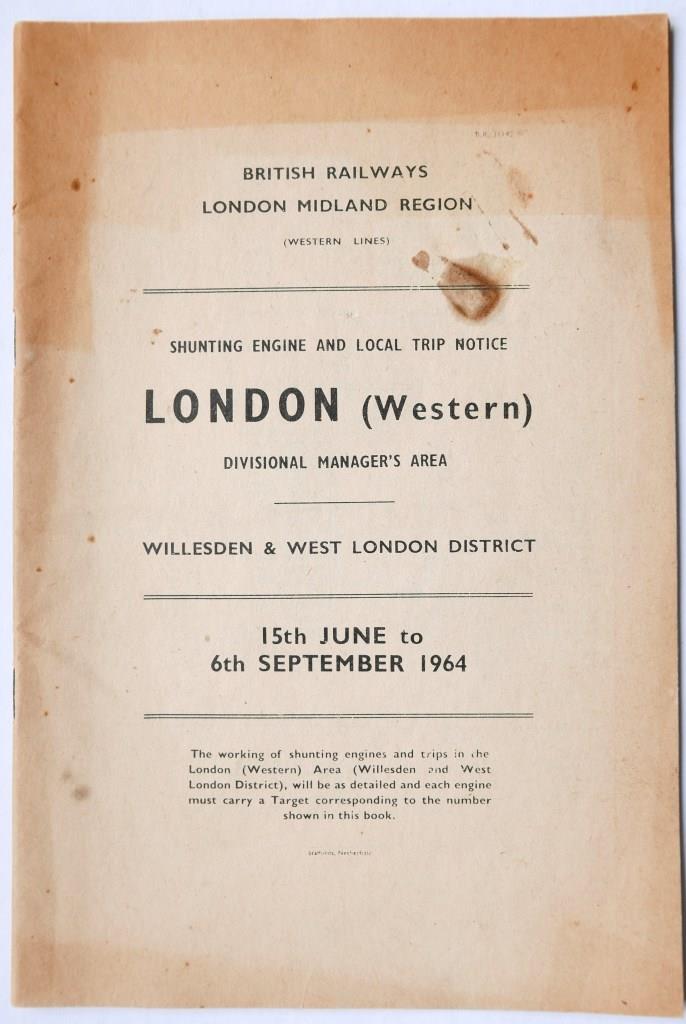 BRITISH RAILWAYS
LONDON MIDLAND REGION
(WESTERN LINES)
SHUNTING ENGINE AND LOCAL TRIP NOTICE
LONDON (Western)
DIVISIONAL MANAGER'S AREA
WILLESDEN & WEST LONDON DISTRICT
15th JUNE to
6th SEPTEMBER 1964
The working of shunting engines and trips in the
London (Western) Area (Willesden and West
London District), will be as detailed and each engine
must carry a Target corresponding to the number
shown in this book.
Stafford, Netherfield